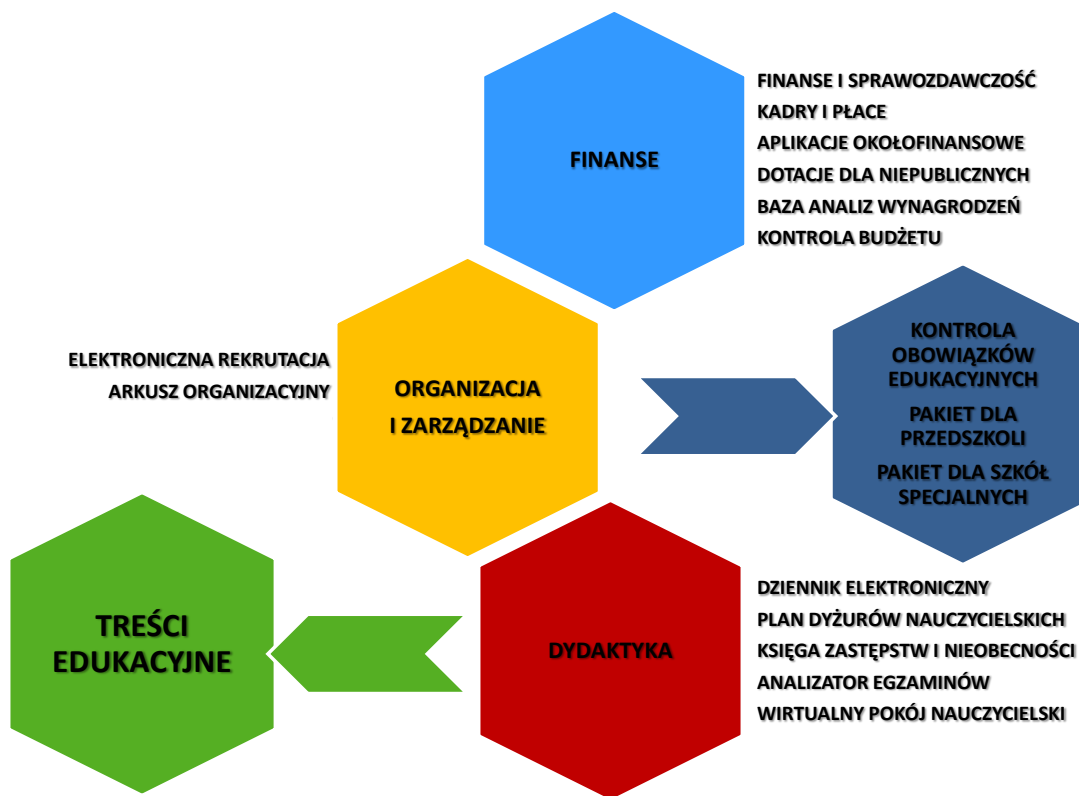 FINANSE
FINANSE I SPRAWOZDAWCZOŚĆ
KADRY I PŁACE
APLIKACJE OKOŁOFINANSOWE
DOTACJE DLA NIEPUBLICZNYCH
BAZA ANALIZ WYNAGRODZEŃ
KONTROLA BUDŻETU
ELEKTRONICZNA REKRUTACJA
ARKUSZ ORGANIZACYJNY
ORGANIZACJA
I ZARZĄDZANIE
KONTROLA
OBOWIĄZKÓW
EDUKACYJNYCH
PAKIET DLA
PRZEDSZKOLI
PAKIET DLA SZKÓŁ
SPECJALNYCH
TREŚCI
EDUKACYJNE
DYDAKTYKA
DZIENNIK ELEKTRONICZNY
PLAN DYŻURÓW NAUCZYCIELSKICH
KSIĘGA ZASTĘPSTW I NIEOBECNOŚCI
ANALIZATOR EGZAMINÓW
WIRTUALNY POKÓJ NAUCZYCIELSKI